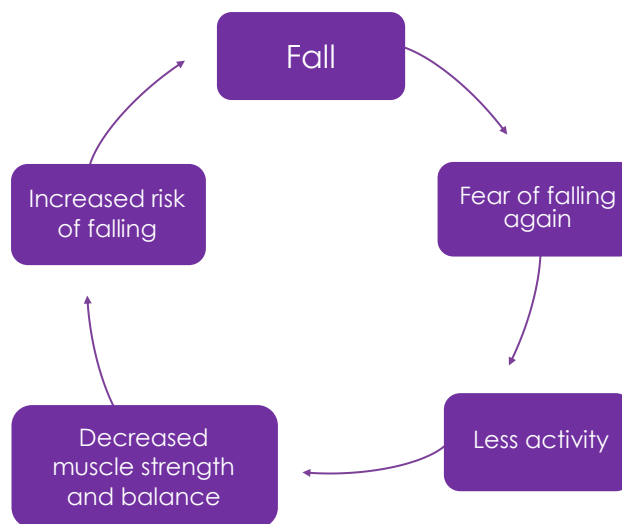 Fall
Fear of falling
again
Less activity
Decreased
muscle strength
and balance
Increased risk
of falling